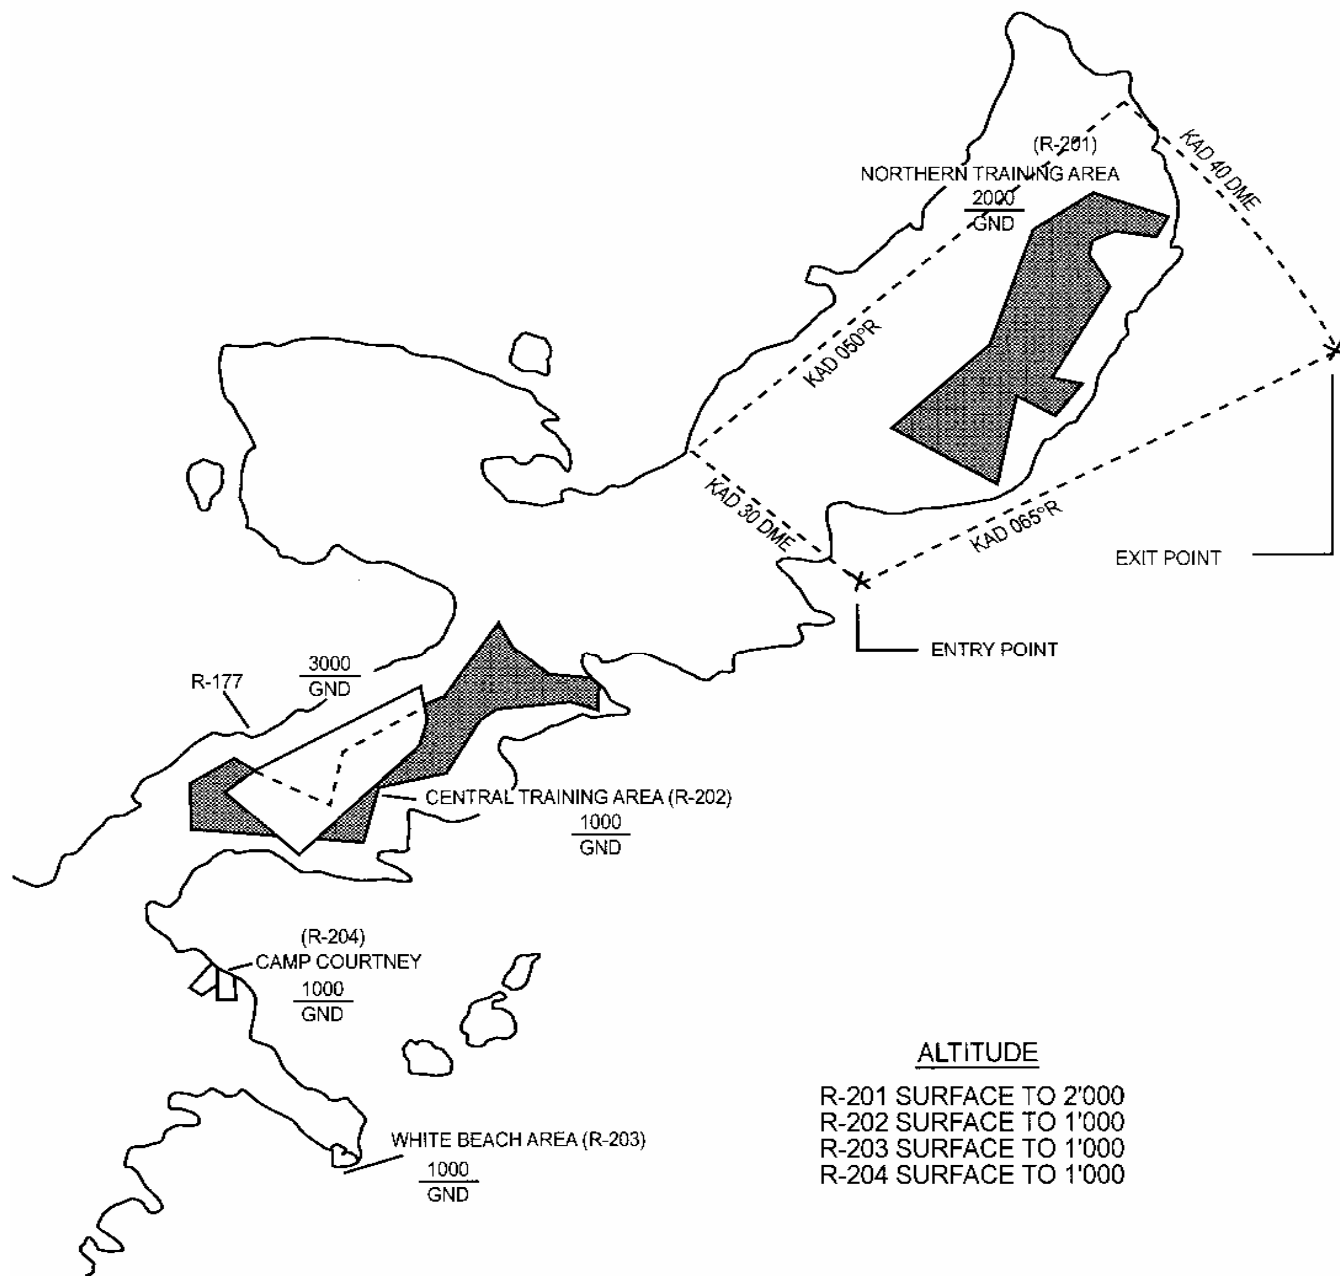 KAD 40 DME
(R-201)
NORTHERN TRAINING AREA
2000
GND
KAD 050°R
KAD 30 DME
KAD 065°R
EXIT POINT
ENTRY POINT
3000
GND
R-177
CENTRAL TRAINING AREA (R-202)
1000
GND
(R-204)
CAMP COURTNEY
1000
GND
WHITE BEACH AREA (R-203)
1000
GND
ALTITUDE
R-201 SURFACE TO 2'000
R-202 SURFACE TO 1'000
R-203 SURFACE TO 1'000
R-204 SURFACE TO 1'000